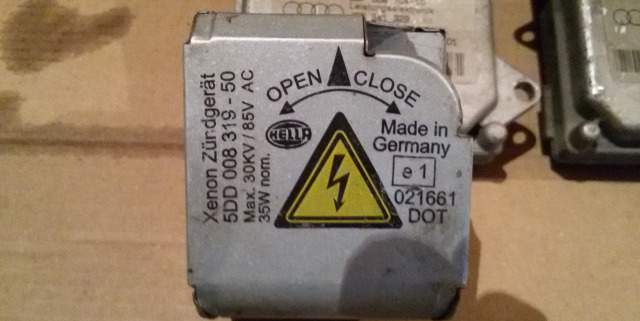 Xenon Zündgerät
5DD 008 319 - 50
Max. 30KV / 85V AC
35W nom.
OPEN CLOSE
HELLA
Made in
Germany
e1
021661
DOT